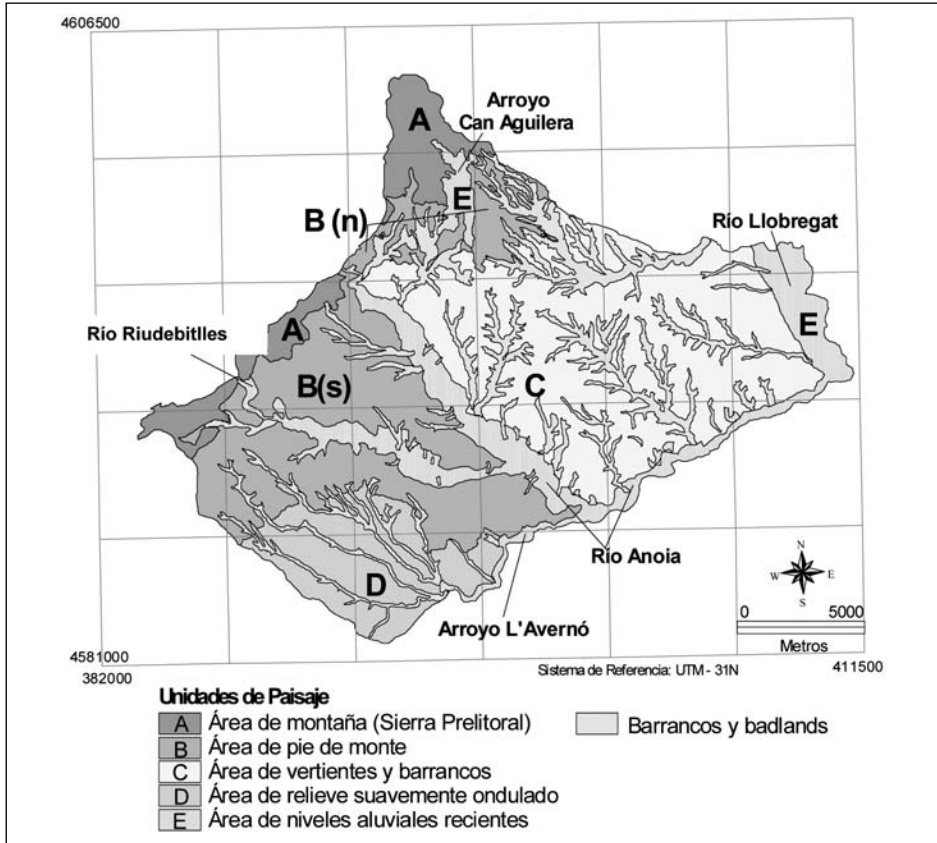 4606500
A
Arroyo
Can Aguilera
E
B (n)
Río Llobregat
A
E
Río Riudebitlles
B(s)
C
Río Anoia
D
Arroyo L'Avernó
N
W
E
S
0 5000
Metros
4581000
382000
Sistema de Referencia: UTM - 31N
411500
Unidades de Paisaje
A Área de montaña (Sierra Prelitoral)
Barrancos y badlands
B Área de pie de monte
C Área de vertientes y barrancos
D Área de relieve suavemente ondulado
E Área de niveles aluviales recientes